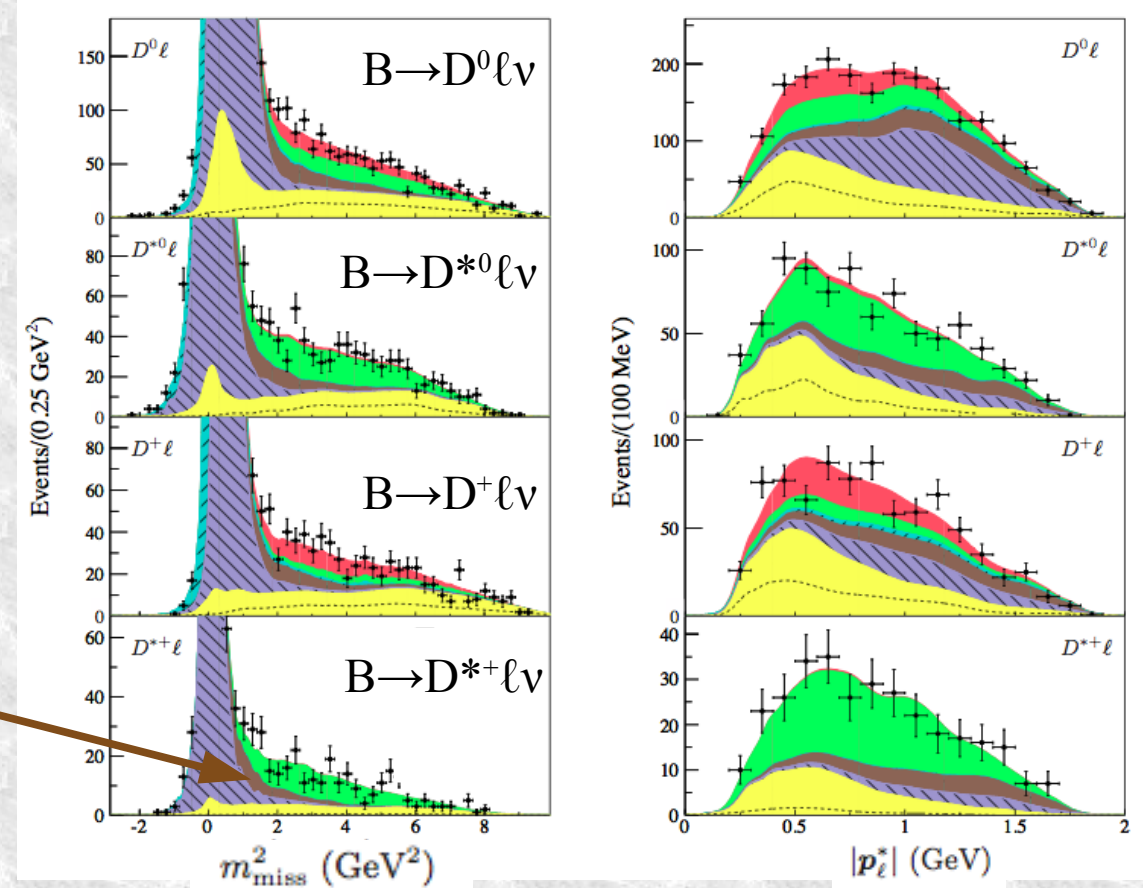 D⁰ℓ
B→D⁰ℓν
150
100
50
0
D*⁰ℓ
B→D*⁰ℓν
80
60
40
20
0
D⁺ℓ
B→D⁺ℓν
80
60
40
20
0
D*⁺ℓ
B→D*⁺ℓν
60
40
20
0
-2 0 2 4 6 8
m²miss (GeV²)
Events/(0.25 GeV²)
D⁰ℓ
200
100
0
D*⁰ℓ
100
50
0
D⁺ℓ
100
50
0
D*⁺ℓ
40
30
20
10
0
0 0.5 1 1.5 2
|p*ℓ| (GeV)
Events/(100 MeV)